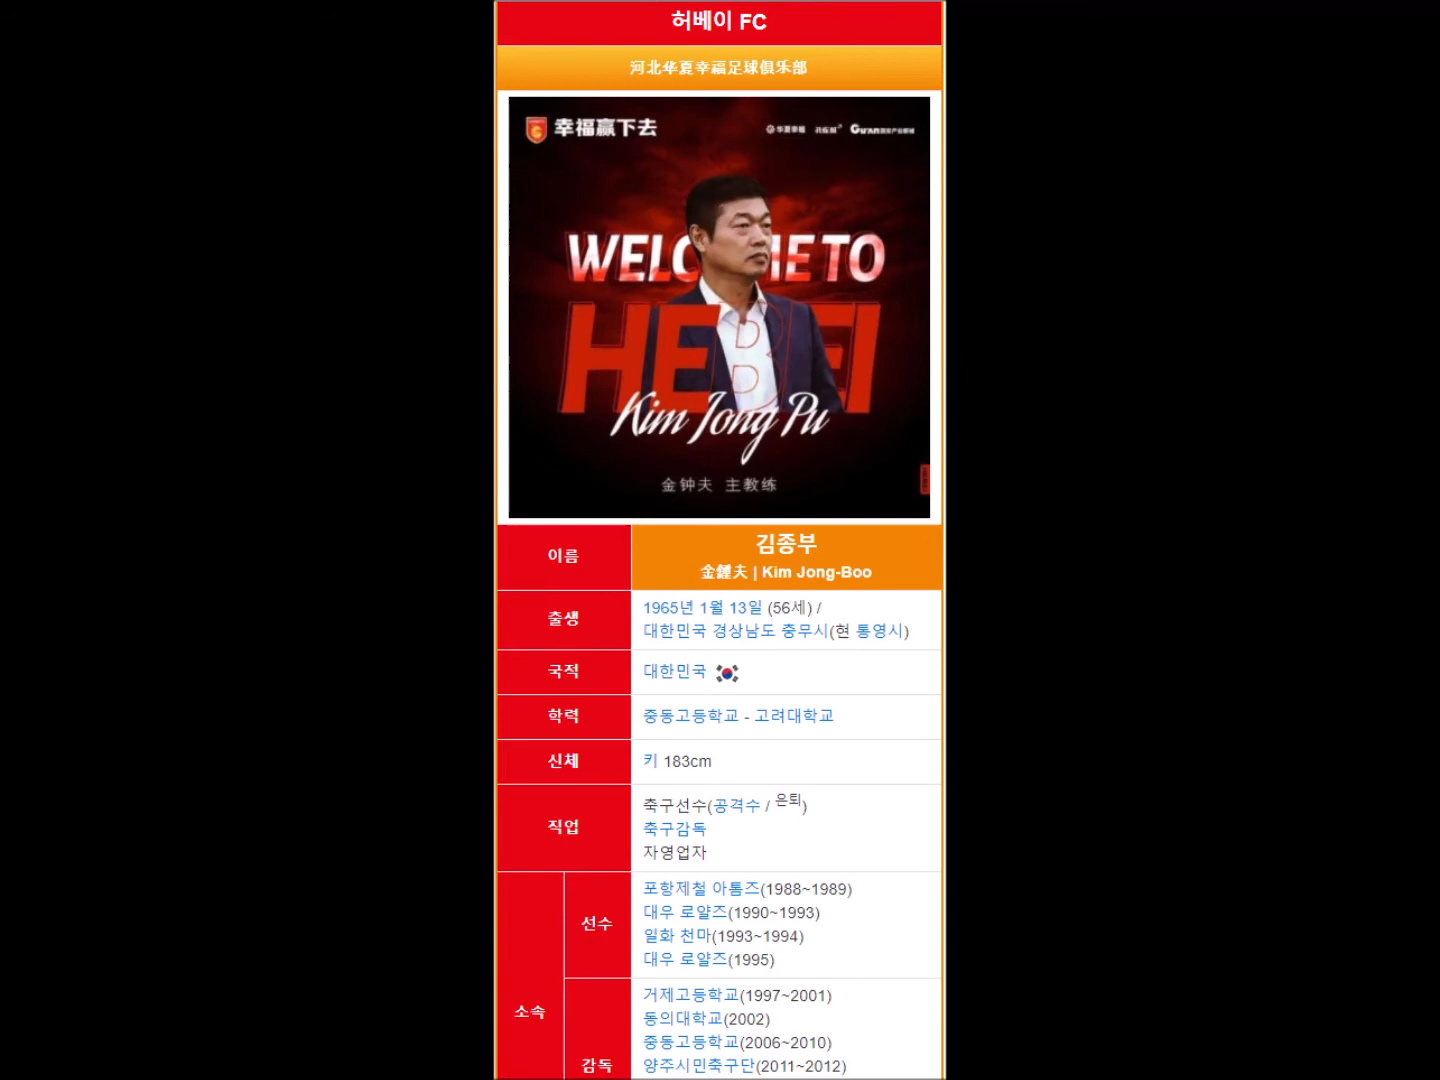 허베이 FC
河北华夏幸福足球俱乐部
幸福赢下去
华夏幸福
WELCOME TO
HEBEI
Kim Jong Pu
金钟夫 主教练
이름
김종부
金鍾夫 | Kim Jong-Boo
출생
1965년 1월 13일 (56세) /
대한민국 경상남도 충무시(현 통영시)
국적
대한민국
학력
중동고등학교 - 고려대학교
신체
키 183cm
직업
축구선수(공격수 / 은퇴)
축구감독
자영업자
소속
선수
포항제철 아톰즈(1988~1989)
대우 로얄즈(1990~1993)
일화 천마(1993~1994)
대우 로얄즈(1995)
감독
거제고등학교(1997~2001)
동의대학교(2002)
중동고등학교(2006~2010)
양주시민축구단(2011~2012)